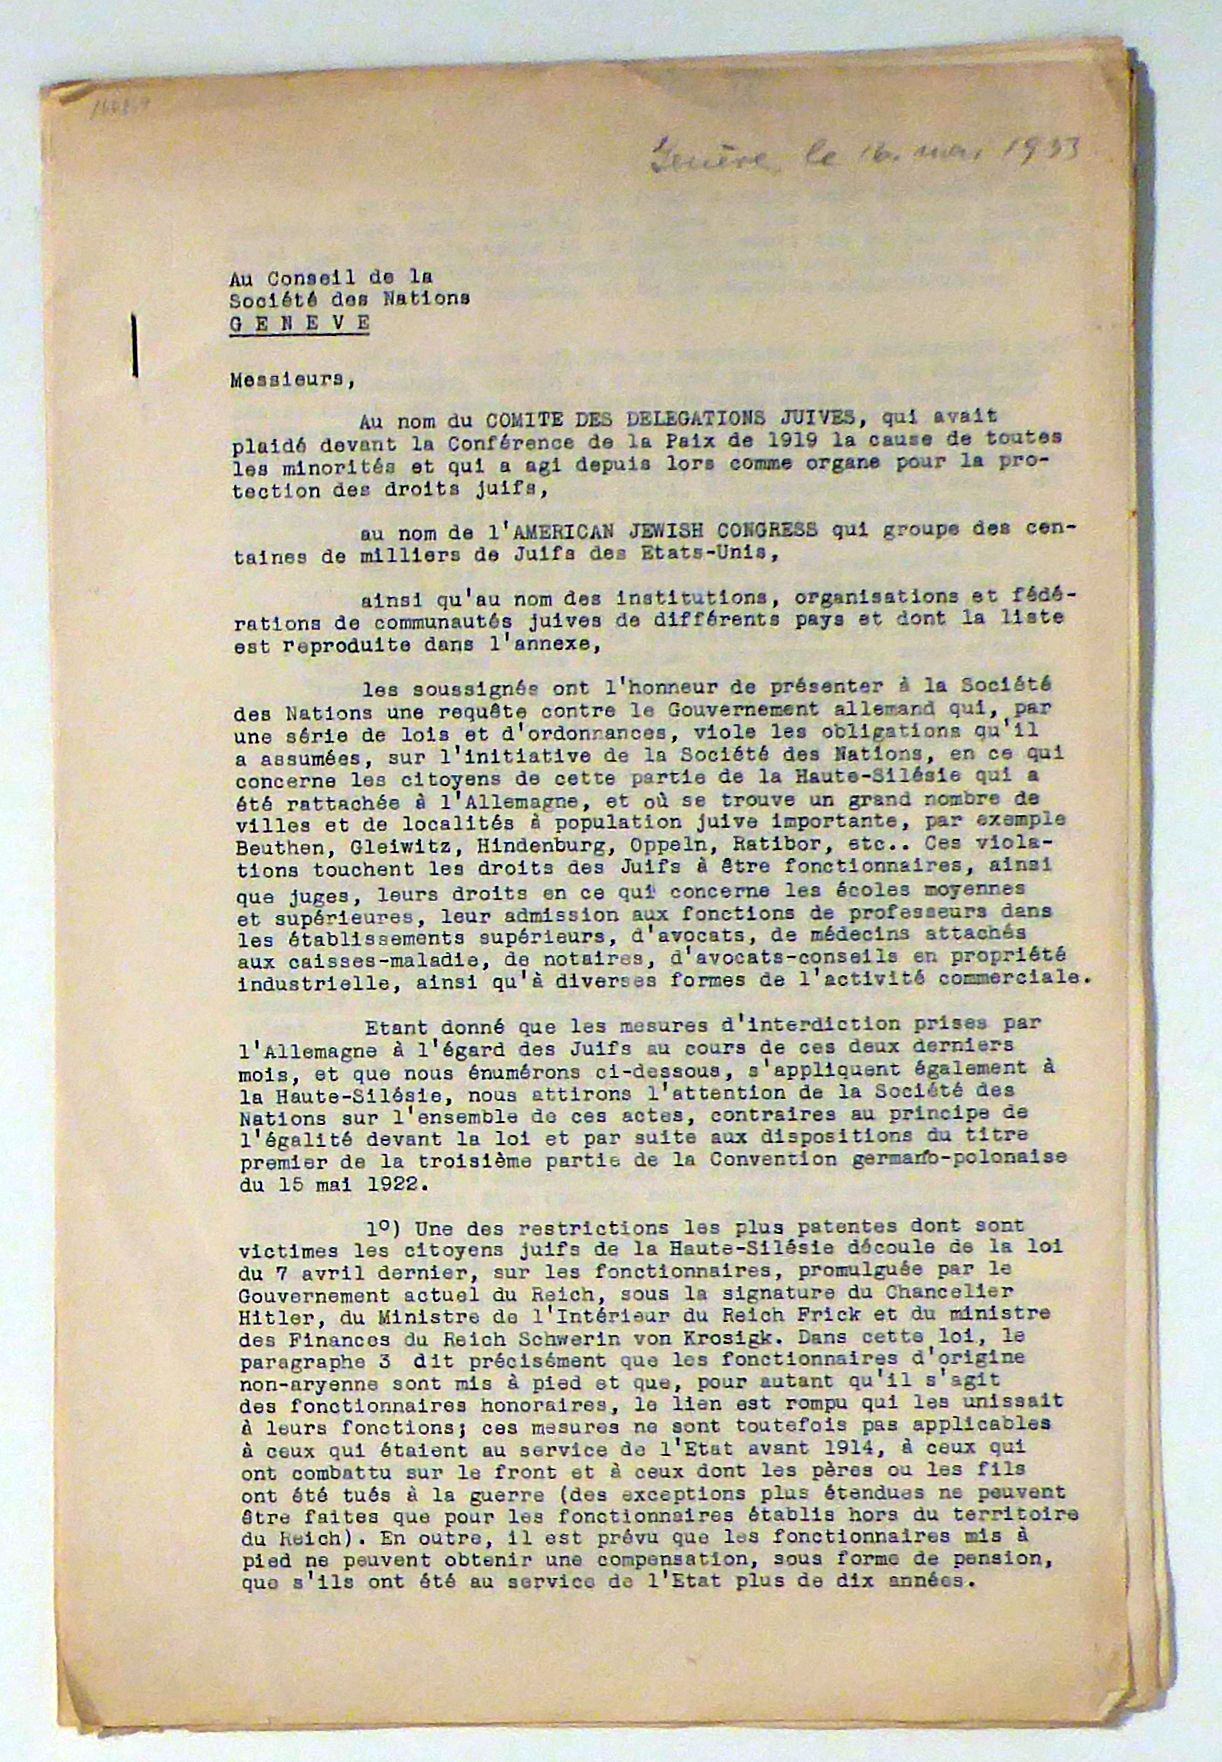 Genève le 16. mai 1933
Au Conseil de la
Société des Nations
G E N E V E
Messieurs,
Au nom du COMITE DES DELEGATIONS JUIVES, qui avait
plaidé devant la Conférence de la Paix de 1919 la cause de toutes
les minorités et qui a agi depuis lors comme organe pour la pro-
tection des droits juifs,
au nom de l'AMERICAN JEWISH CONGRESS qui groupe des cen-
taines de milliers de Juifs des Etats-Unis,
ainsi qu'au nom des institutions, organisations et fédé-
rations de communautés juives de différents pays et dont la liste
est reproduite dans l'annexe,
les soussignés ont l'honneur de présenter à la Société
des Nations une requête contre le Gouvernement allemand qui, par
une série de lois et d'ordonnances, viole les obligations qu'il
a assumées, sur l'initiative de la Société des Nations, en ce qui
concerne les citoyens de cette partie de la Haute-Silésie qui a
été rattachée à l'Allemagne, et où se trouve un grand nombre de
villes et de localités à population juive importante, par exemple
Beuthen, Gleiwitz, Hindenburg, Oppeln, Ratibor, etc.. Ces viola-
tions touchent les droits des Juifs à être fonctionnaires, ainsi
que juges, leurs droits en ce qui concerne les écoles moyennes
et supérieures, leur admission aux fonctions de professeurs dans
les établissements supérieurs, d'avocats, de médecins attachés
aux caisses-maladie, de notaires, d'avocats-conseils en propriété
industrielle, ainsi qu'à diverses formes de l'activité commerciale.
Etant donné que les mesures d'interdiction prises par
l'Allemagne à l'égard des Juifs au cours de ces deux derniers
mois, et que nous énumérons ci-dessous, s'appliquent également à
la Haute-Silésie, nous attirons l'attention de la Société des
Nations sur l'ensemble de ces actes, contraires au principe de
l'égalité devant la loi et par suite aux dispositions du titre
premier de la troisième partie de la Convention germano-polonaise
du 15 mai 1922.
1º) Une des restrictions les plus patentes dont sont
victimes les citoyens juifs de la Haute-Silésie découle de la loi
du 7 avril dernier, sur les fonctionnaires, promulguée par le
Gouvernement actuel du Reich, sous la signature du Chancelier
Hitler, du Ministre de l'Intérieur du Reich Frick et du ministre
des Finances du Reich Schwerin von Krosigk. Dans cette loi, le
paragraphe 3 dit précisément que les fonctionnaires d'origine
non-aryenne sont mis à pied et que, pour autant qu'il s'agit
des fonctionnaires honoraires, le lien est rompu qui les unissait
à leurs fonctions; ces mesures ne sont toutefois pas applicables
à ceux qui étaient au service de l'Etat avant 1914, à ceux qui
ont combattu sur le front et à ceux dont les pères ou les fils
ont été tués à la guerre (des exceptions plus étendues ne peuvent
être faites que pour les fonctionnaires établis hors du territoire
du Reich). En outre, il est prévu que les fonctionnaires mis à
pied ne peuvent obtenir une compensation, sous forme de pension,
que s'ils ont été au service de l'Etat plus de dix années.